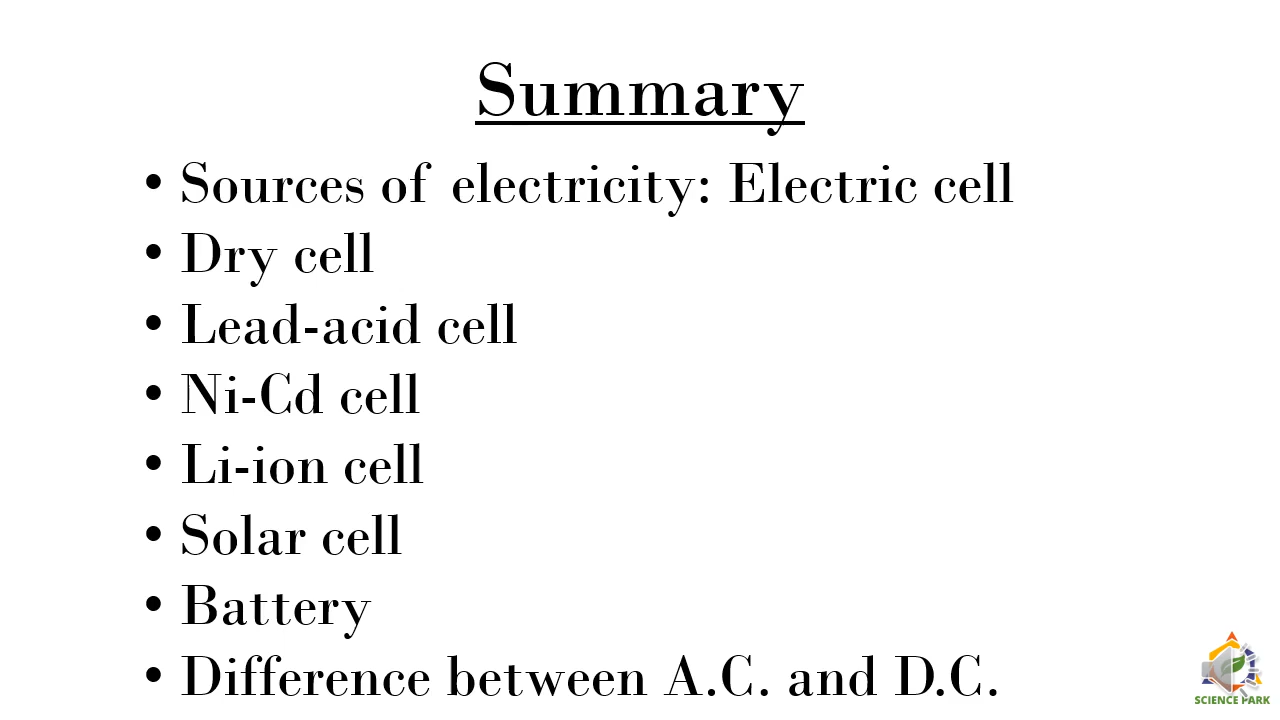 Summary
• Sources of electricity: Electric cell
• Dry cell
• Lead-acid cell
• Ni-Cd cell
• Li-ion cell
• Solar cell
• Battery
• Difference between A.C. and D.C.
SCIENCE PARK